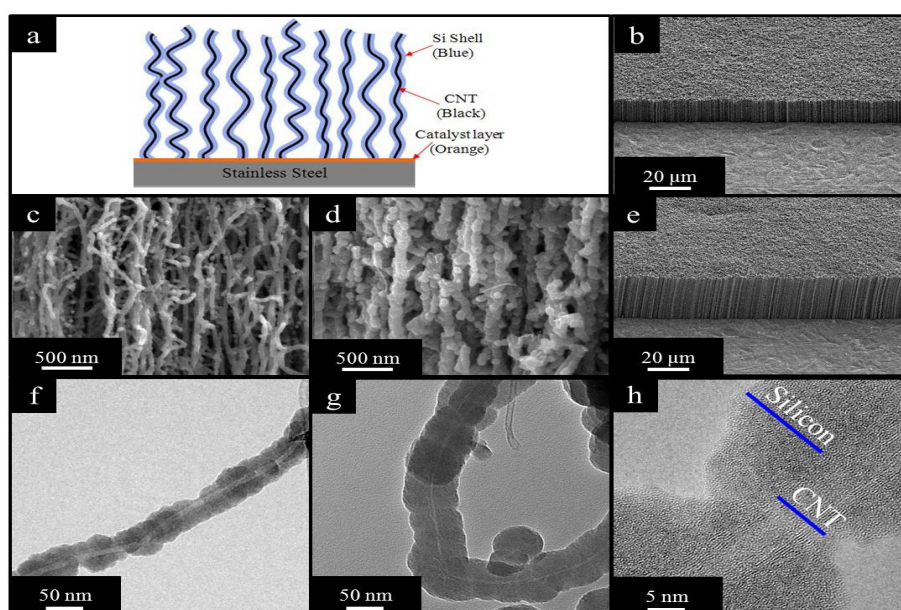 a
Si Shell
(Blue)
CNT
(Black)
Catalyst layer
(Orange)
Stainless Steel
b
20 μm
c
500 nm
d
500 nm
e
20 μm
f
50 nm
g
50 nm
h
Silicon
CNT
5 nm